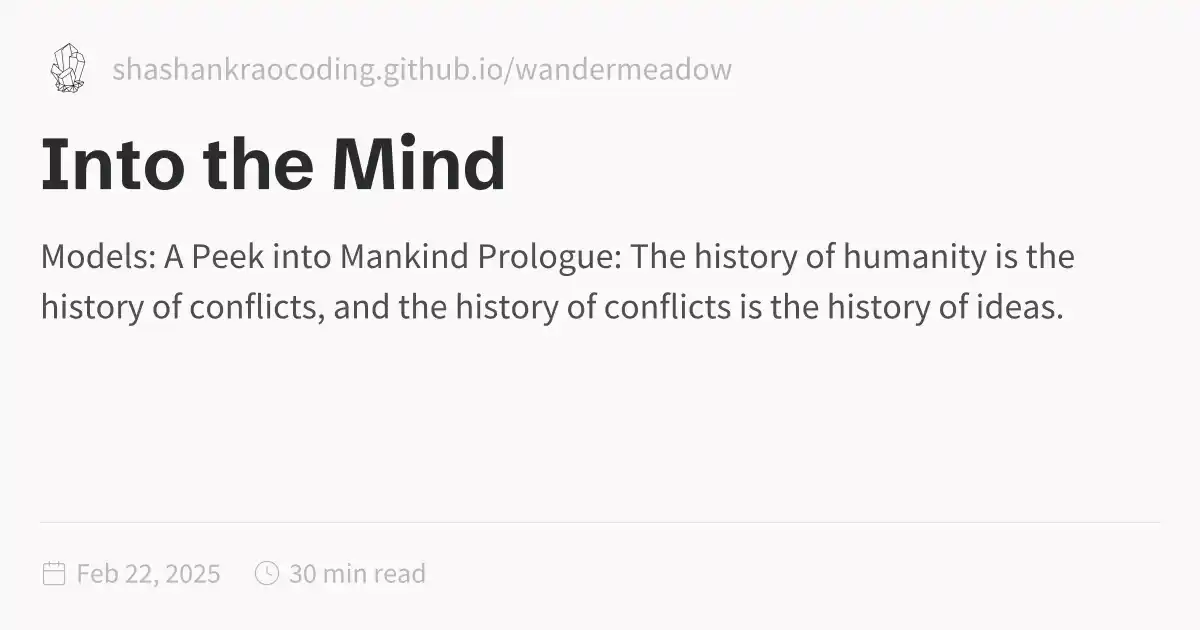 shashankraocoding.github.io/wandermeadow
Into the Mind
Models: A Peek into Mankind Prologue: The history of humanity is the
history of conflicts, and the history of conflicts is the history of ideas.
Feb 22, 2025
30 min read